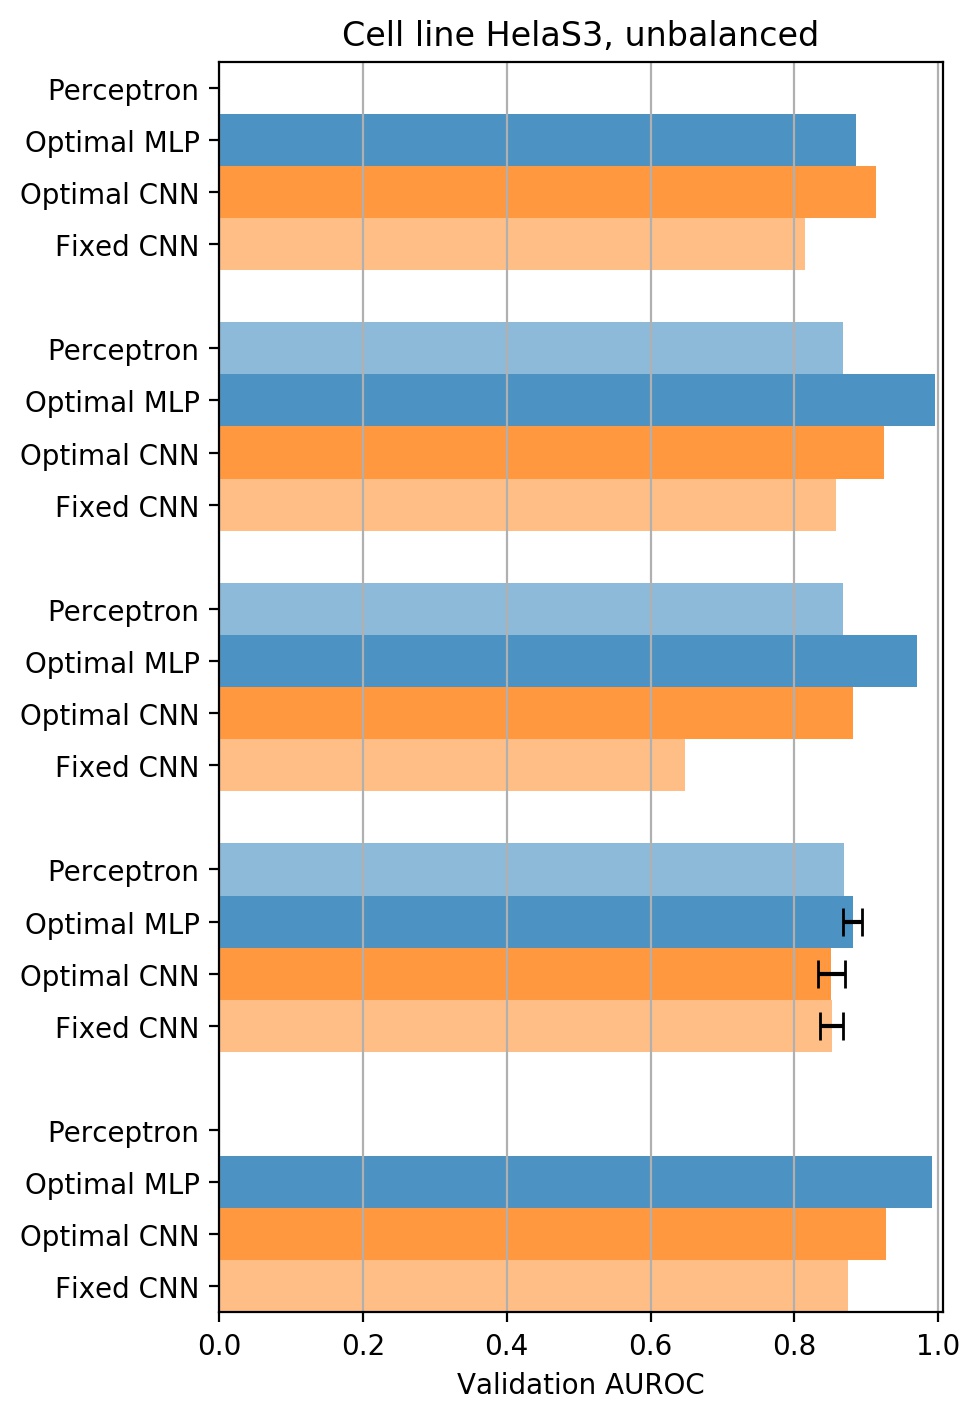 Cell line HelaS3, unbalanced
Perceptron
Optimal MLP
Optimal CNN
Fixed CNN
Perceptron
Optimal MLP
Optimal CNN
Fixed CNN
Perceptron
Optimal MLP
Optimal CNN
Fixed CNN
Perceptron
Optimal MLP
Optimal CNN
Fixed CNN
Perceptron
Optimal MLP
Optimal CNN
Fixed CNN
0.0 0.2 0.4 0.6 0.8 1.0
Validation AUROC